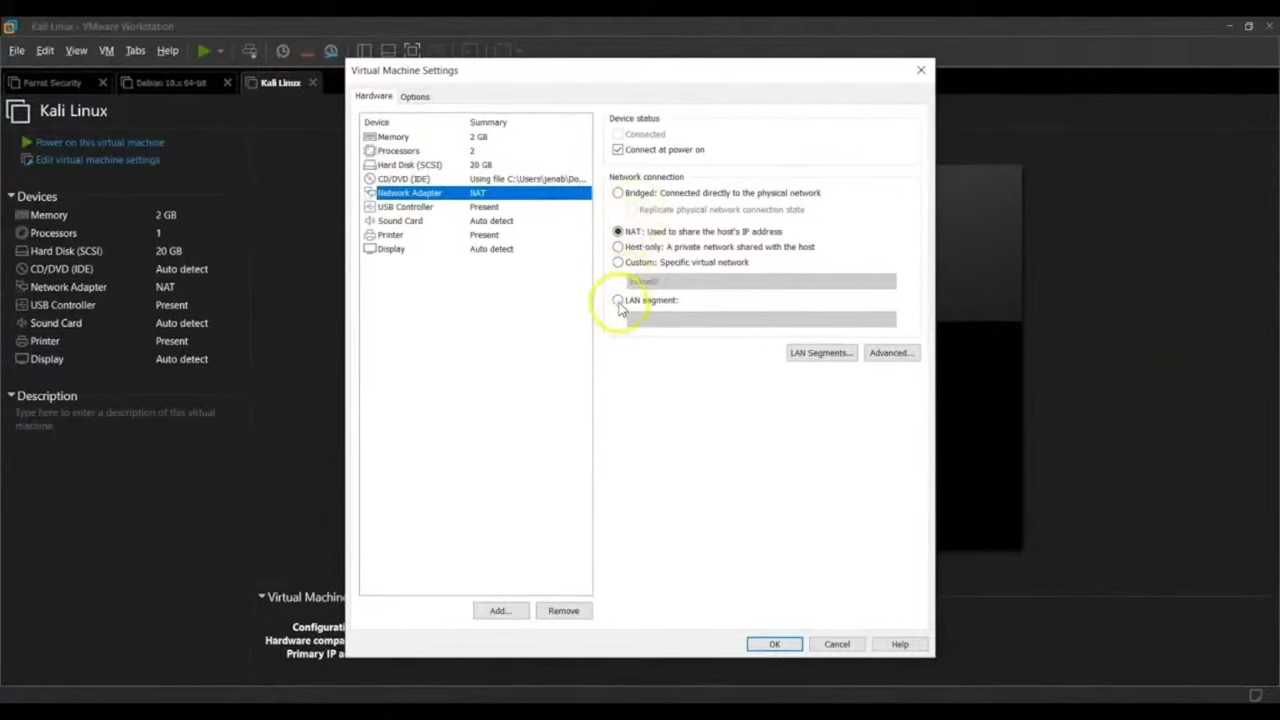 Kali Linux - VMware Workstation
File Edit View VM Tabs Help
Parrot Security Debian 10.x 64-bit Kali Linux
Kali Linux
Power on this virtual machine
Edit virtual machine settings
Devices
Memory 2 GB
Processors 1
Hard Disk (SCSI) 20 GB
CD/DVD (IDE) Auto detect
Network Adapter NAT
USB Controller Present
Sound Card Auto detect
Printer Present
Display Auto detect
Description
Type here to enter a description of this virtual
machine.
Virtual Machine Settings
Hardware Options
Device Summary
Memory 2 GB
Processors 2
Hard Disk (SCSI) 20 GB
CD/DVD (IDE) Using file C:\Users\jenab\Do...
Network Adapter NAT
USB Controller Present
Sound Card Auto detect
Printer Present
Display Auto detect
Add... Remove
Device status
Connected
Connect at power on
Network connection
Bridged: Connected directly to the physical network
Replicate physical network connection state
NAT: Used to share the host's IP address
Host-only: A private network shared with the host
Custom: Specific virtual network
LAN segment:
LAN Segments... Advanced...
OK Cancel Help
Virtual Machin
Configurati
Hardware compa
Primary IP a